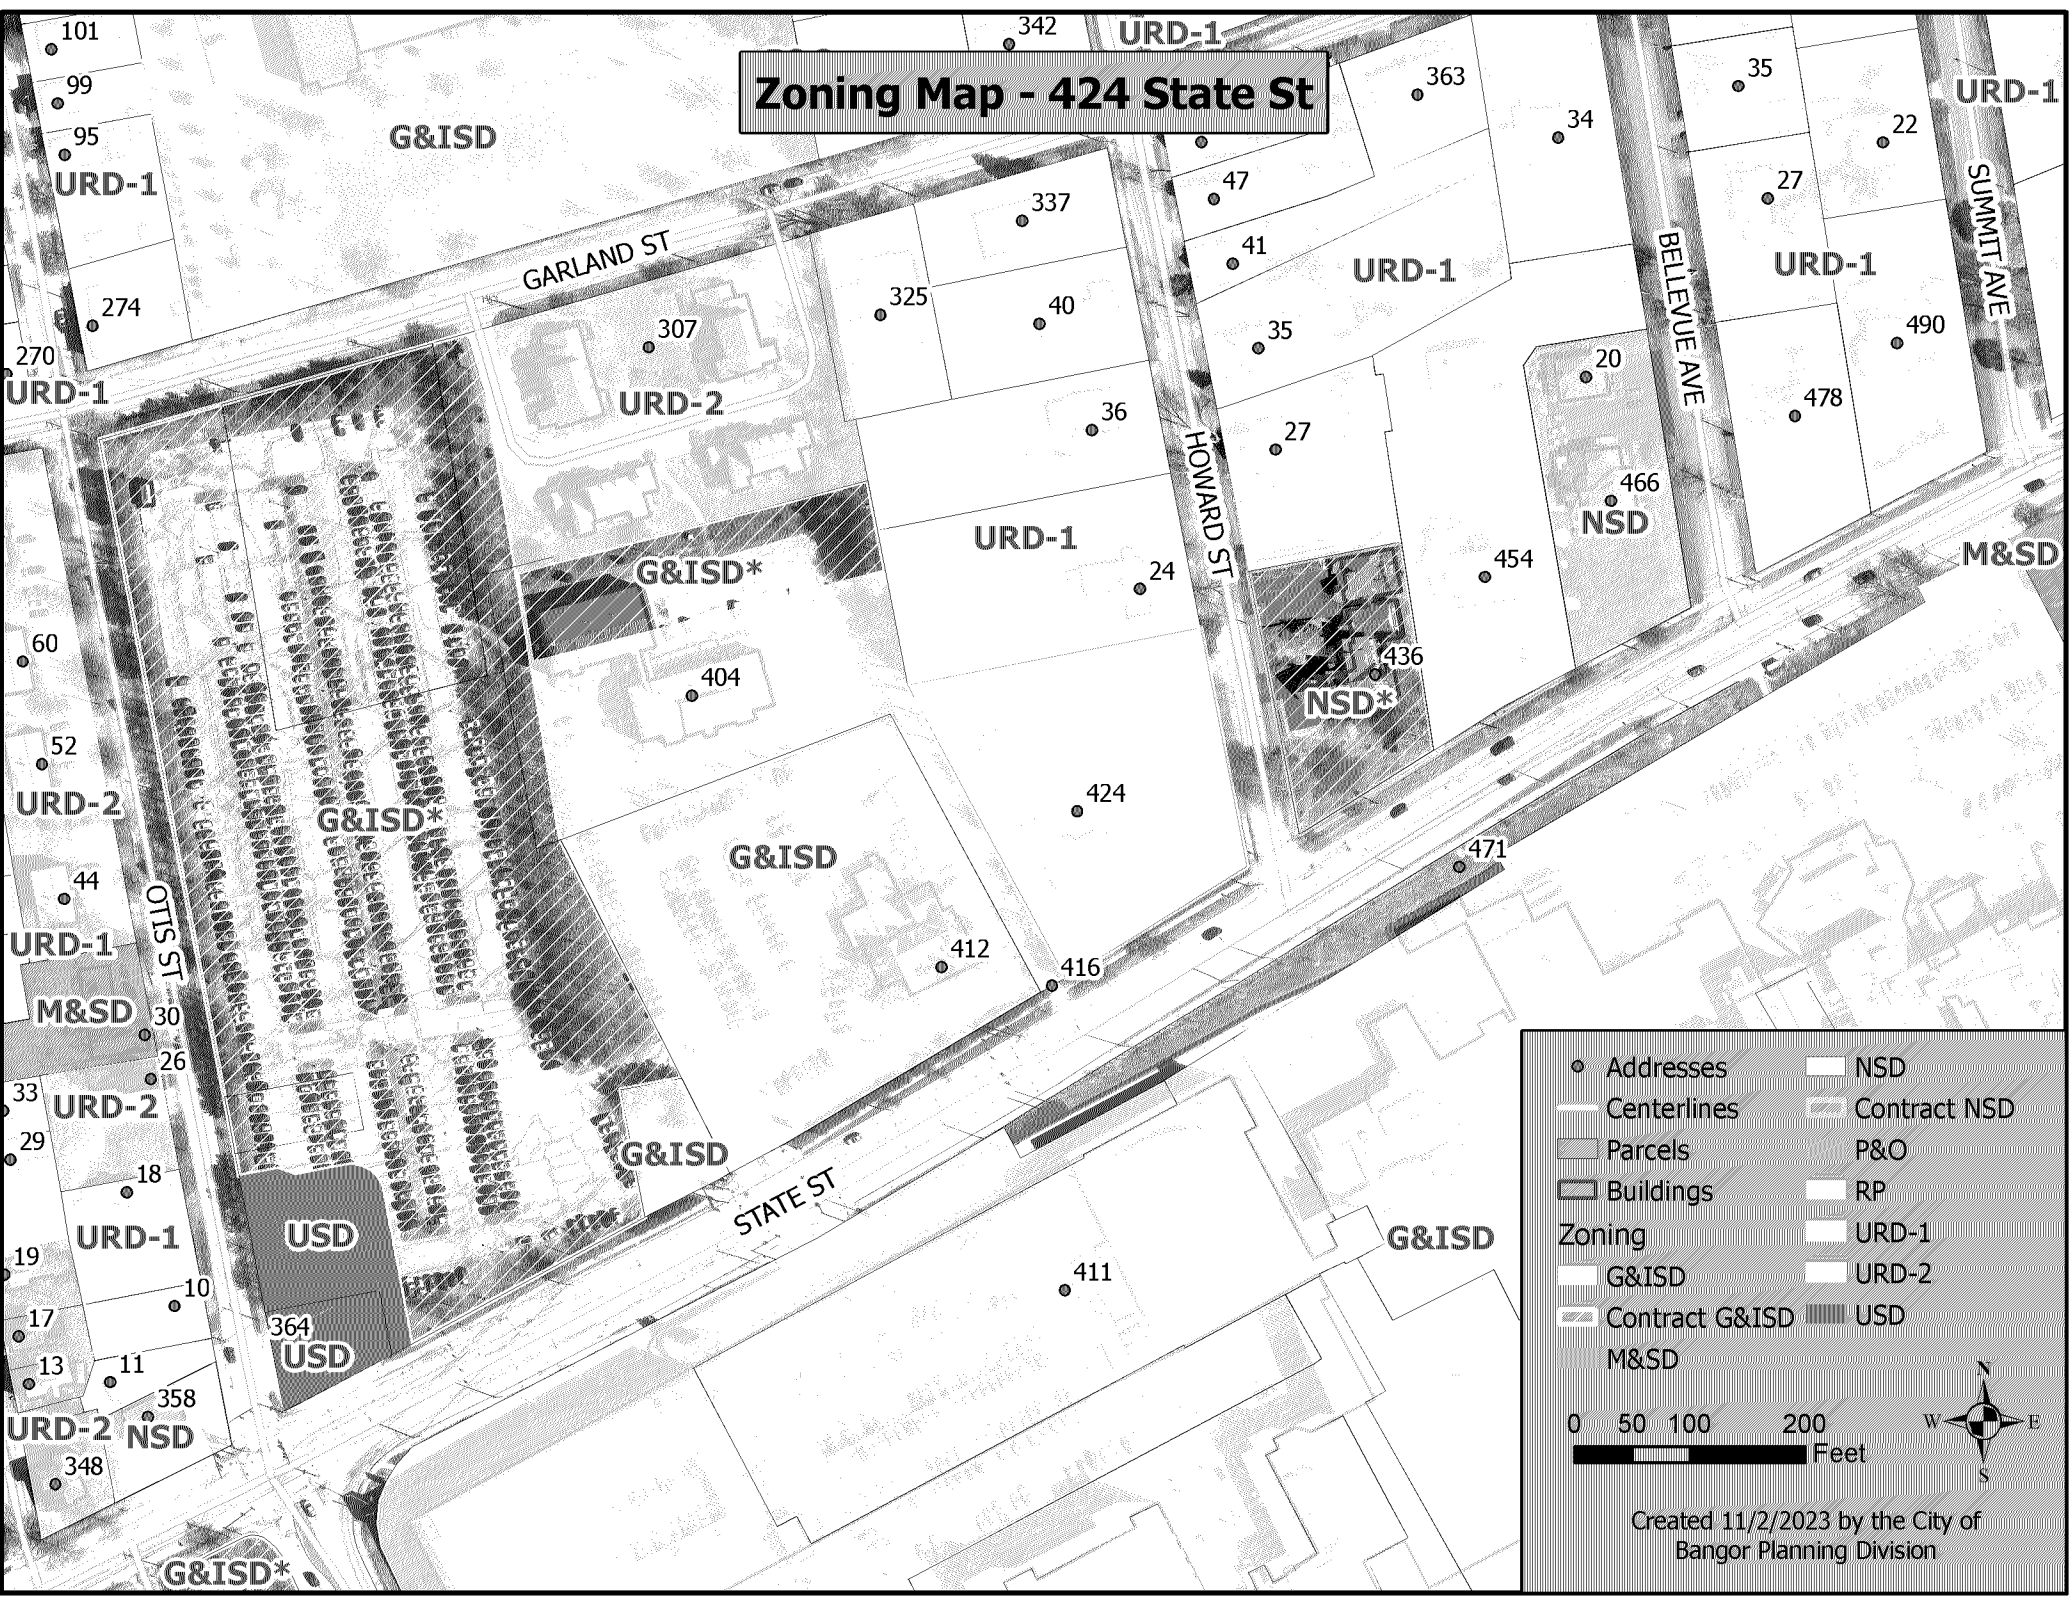 Zoning Map - 424 State St
101
342
URD-1
99
363
35
URD-1
95
G&ISD
34
22
URD-1
47
27
337
41
URD-1
URD-1
GARLAND ST
HOWARD ST
BELLEVUE AVE
SUMMIT AVE
274
325
40
307
35
490
270
20
URD-1
URD-2
478
36
27
466
NSD
URD-1
M&SD
G&ISD*
24
454
60
404
436
NSD*
52
URD-2
424
G&ISD*
G&ISD
471
44
OTIS ST
URD-1
412
416
M&SD
30
26
33
URD-2
29
G&ISD
18
STATE ST
URD-1
USD
G&ISD
19
411
10
17
364
USD
13
11
358
URD-2
NSD
348
G&ISD*
Addresses
Centerlines
Parcels
Buildings
Zoning
G&ISD
Contract G&ISD
M&SD
NSD
Contract NSD
P&O
RP
URD-1
URD-2
USD
N
W E
S
0 50 100 200
Feet
Created 11/2/2023 by the City of
Bangor Planning Division